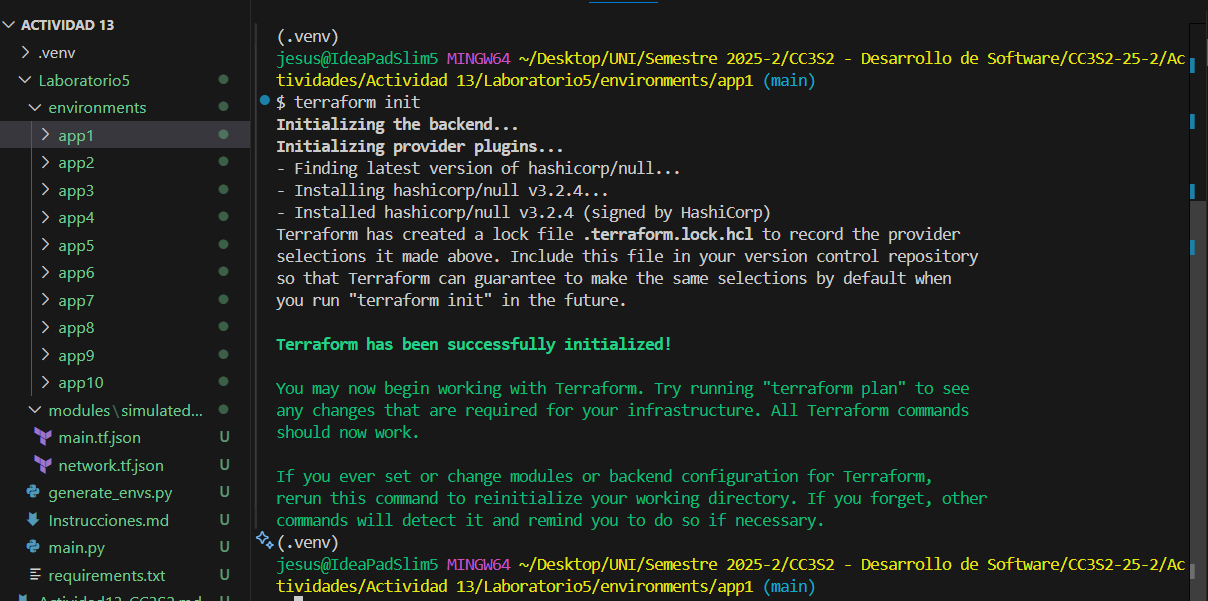 ACTIVIDAD 13
.venv
Laboratorio5
environments
app1
app2
app3
app4
app5
app6
app7
app8
app9
app10
modules\simulated...
main.tf.json U
network.tf.json U
generate_envs.py U
Instrucciones.md U
main.py U
requirements.txt U
Actividad13_CC3S2.md U
(.venv)
jesus@IdeaPadSlim5 MINGW64 ~/Desktop/UNI/Semestre 2025-2/CC3S2 - Desarrollo de Software/CC3S2-25-2/Ac
tividades/Actividad 13/Laboratorio5/environments/app1 (main)
$ terraform init
Initializing the backend...
Initializing provider plugins...
- Finding latest version of hashicorp/null...
- Installing hashicorp/null v3.2.4...
- Installed hashicorp/null v3.2.4 (signed by HashiCorp)
Terraform has created a lock file .terraform.lock.hcl to record the provider
selections it made above. Include this file in your version control repository
so that Terraform can guarantee to make the same selections by default when
you run "terraform init" in the future.
Terraform has been successfully initialized!
You may now begin working with Terraform. Try running "terraform plan" to see
any changes that are required for your infrastructure. All Terraform commands
should now work.
If you ever set or change modules or backend configuration for Terraform,
rerun this command to reinitialize your working directory. If you forget, other
commands will detect it and remind you to do so if necessary.
(.venv)
jesus@IdeaPadSlim5 MINGW64 ~/Desktop/UNI/Semestre 2025-2/CC3S2 - Desarrollo de Software/CC3S2-25-2/Ac
tividades/Actividad 13/Laboratorio5/environments/app1 (main)